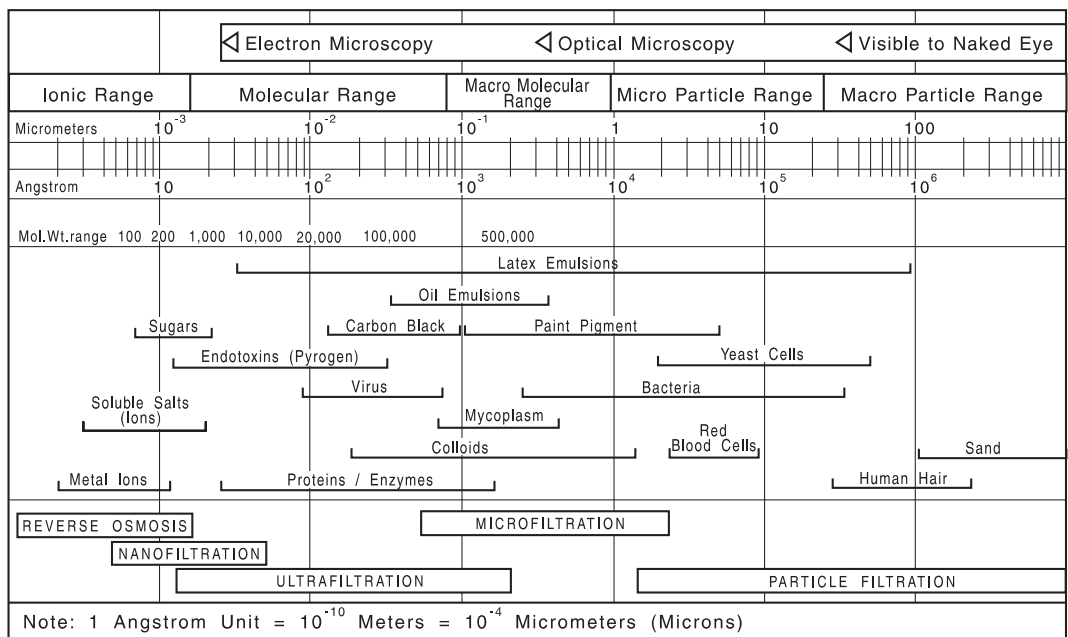 Electron Microscopy Optical Microscopy Visible to Naked Eye
Ionic Range Molecular Range Macro Molecular Range Micro Particle Range Macro Particle Range
Micrometers 10⁻³ 10⁻² 10⁻¹ 1 10 100
Angstrom 10 10² 10³ 10⁴ 10⁵ 10⁶
Mol.Wt.range 100 200 1,000 10,000 20,000 100,000 500,000
Latex Emulsions
Oil Emulsions
Sugars Carbon Black Paint Pigment
Endotoxins (Pyrogen) Yeast Cells
Virus Bacteria
Soluble Salts
(Ions)
Mycoplasm
Red
Blood Cells
Colloids Sand
Metal Ions Proteins / Enzymes Human Hair
REVERSE OSMOSIS MICROFILTRATION
NANOFILTRATION
ULTRAFILTRATION PARTICLE FILTRATION
Note: 1 Angstrom Unit = 10⁻¹⁰ Meters = 10⁻⁴ Micrometers (Microns)